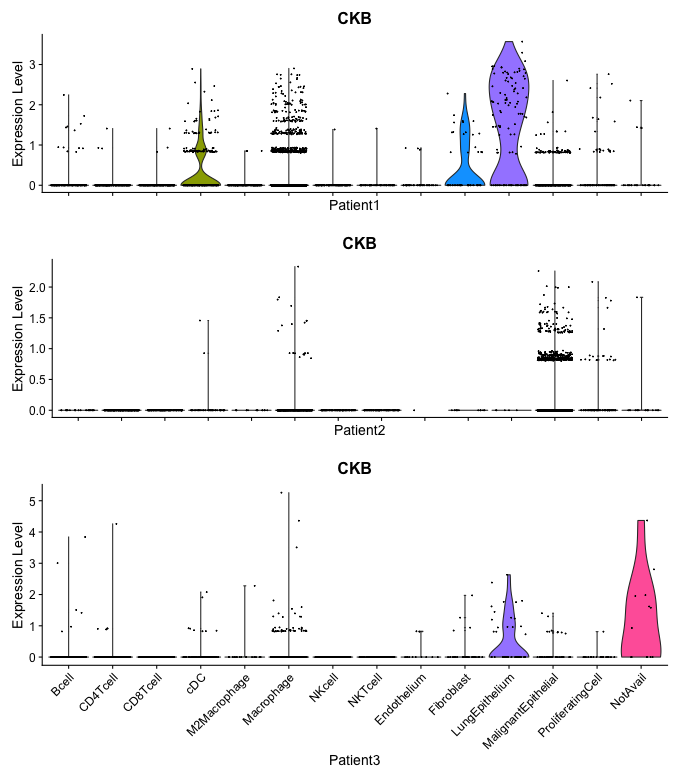 CKB
Expression Level
3
2
1
0
Patient1
CKB
Expression Level
2.0
1.5
1.0
0.5
0.0
Patient2
CKB
Expression Level
5
4
3
2
1
0
Bcell
CD4Tcell
CD8Tcell
cDC
M2Macrophage
Macrophage
NKcell
NKTcell
Endothelium
Fibroblast
LungEpithelium
MalignantEpithelial
ProliferatingCell
NotAvail
Patient3